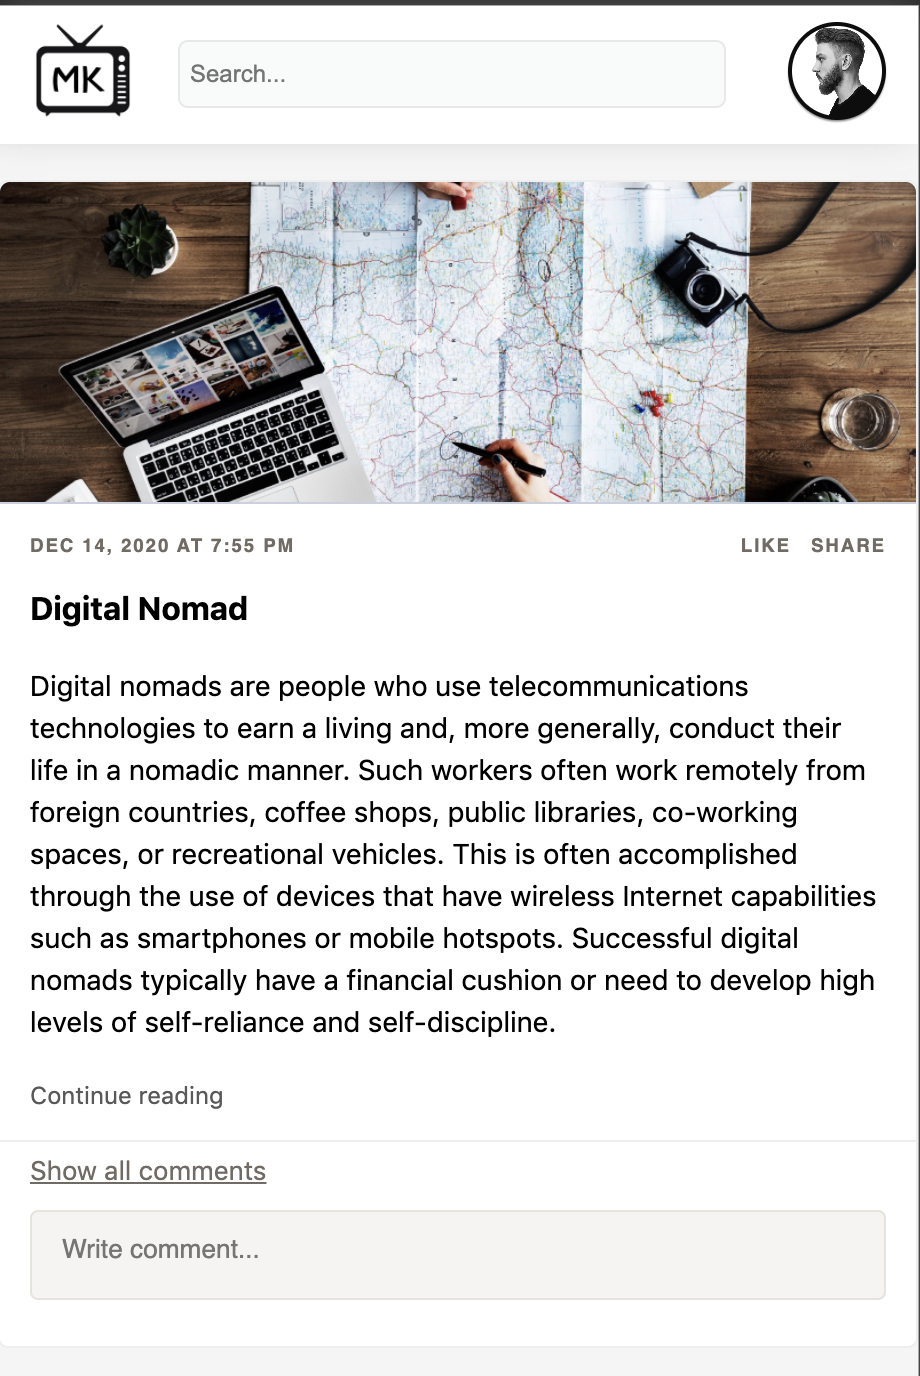 MK
Search...
DEC 14, 2020 AT 7:55 PM
LIKE SHARE
Digital Nomad
Digital nomads are people who use telecommunications
technologies to earn a living and, more generally, conduct their
life in a nomadic manner. Such workers often work remotely from
foreign countries, coffee shops, public libraries, co-working
spaces, or recreational vehicles. This is often accomplished
through the use of devices that have wireless Internet capabilities
such as smartphones or mobile hotspots. Successful digital
nomads typically have a financial cushion or need to develop high
levels of self-reliance and self-discipline.
Continue reading
Show all comments
Write comment...